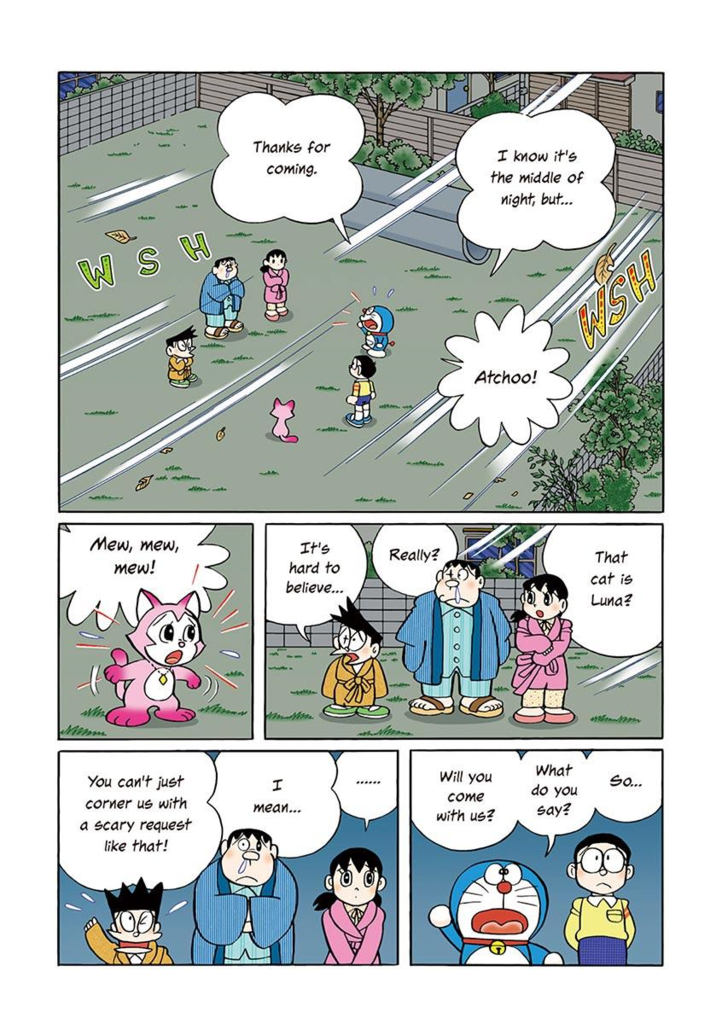 Thanks for
coming.
I know it's
the middle of
night, but...
WSH
WSH
Atchoo!
Mew, mew,
mew!
It's
hard to
believe...
Really?
That
cat is
Luna?
You can't just
corner us with
a scary request
like that!
I
mean...
......
Will you
come
with us?
What
do you
say?
So...